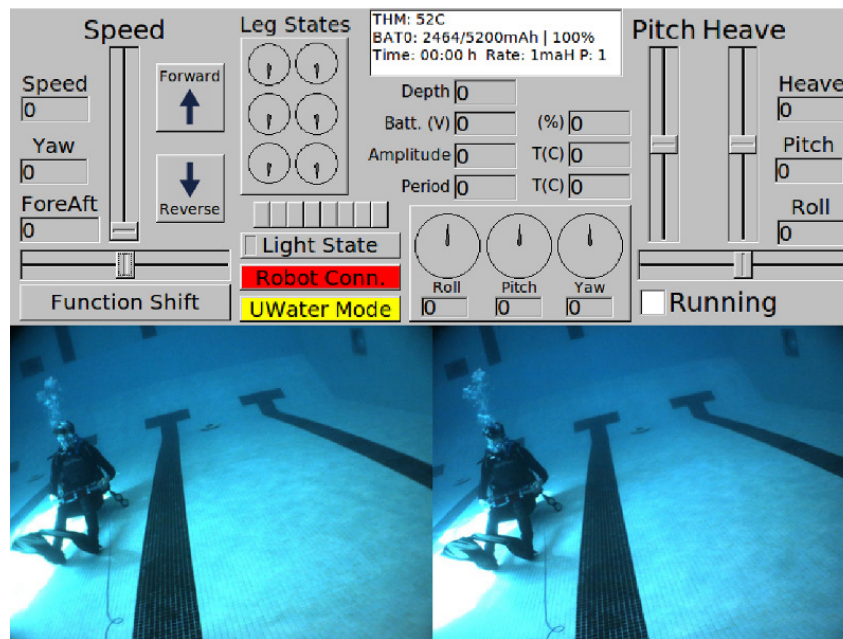 Speed
Speed
0
Yaw
0
ForeAft
0
Forward
Reverse
Function Shift
Leg States
Light State
Robot Conn.
UWater Mode
THM: 52C
BAT0: 2464/5200mAh | 100%
Time: 00:00 h Rate: 1maH P: 1
Depth 0
Batt. (V) 0 (%) 0
Amplitude 0 T(C) 0
Period 0 T(C) 0
Roll Pitch Yaw
0 0 0
Pitch Heave
Heave
0
Pitch
0
Roll
0
Running